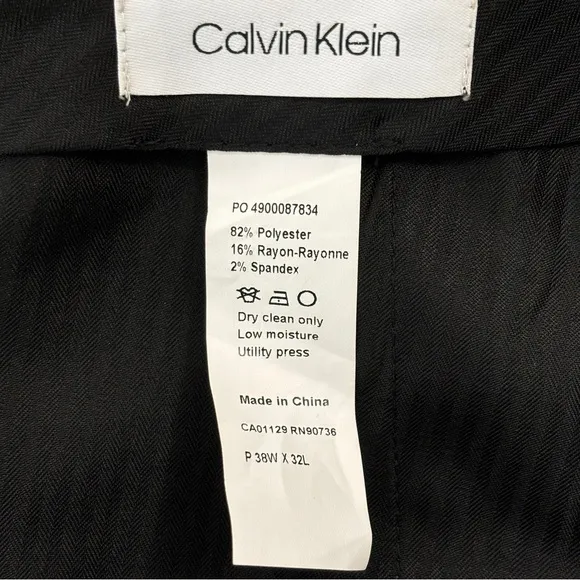 Calvin Klein
PO 4900087834
82% Polyester
16% Rayon-Rayonne
2% Spandex
Dry clean only
Low moisture
Utility press
Made in China
CA01129 RN90736
P 38W X 32L